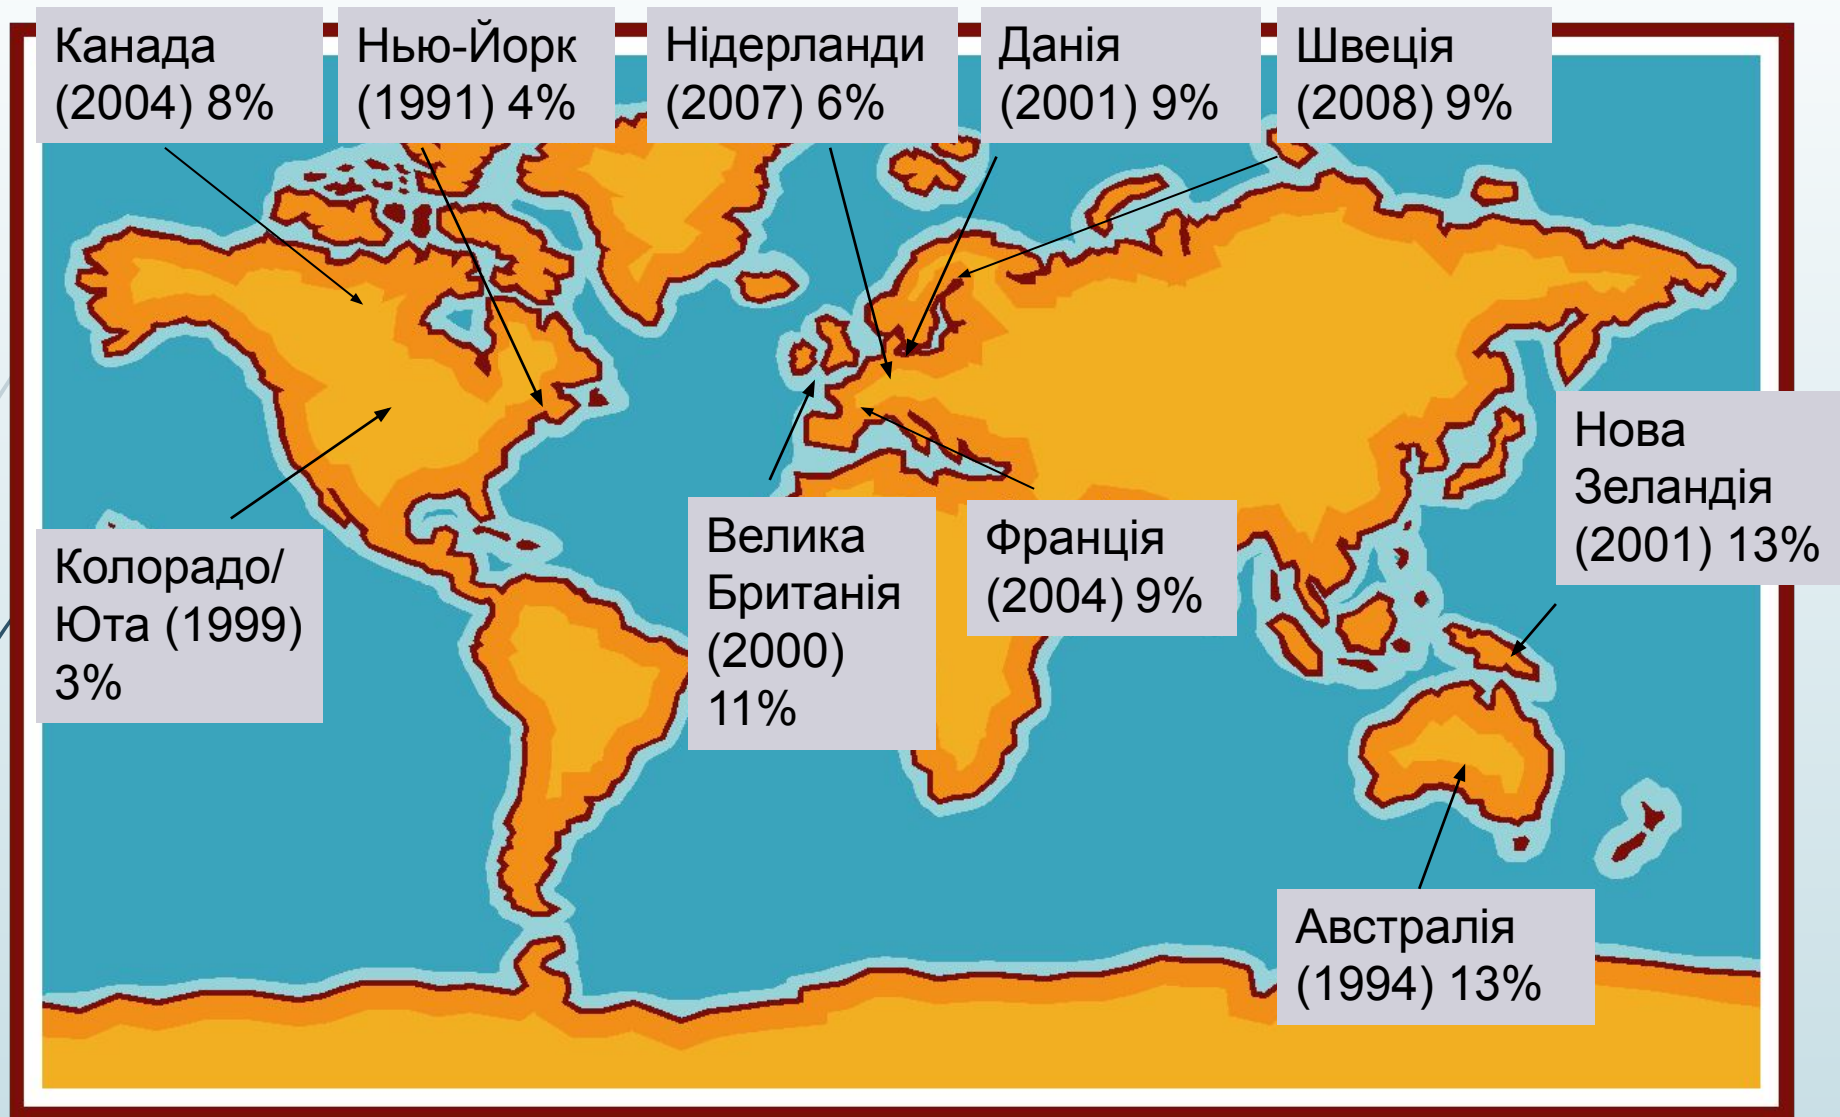 Канада
(2004) 8%
Нью-Йорк
(1991) 4%
Нідерланди
(2007) 6%
Данія
(2001) 9%
Швеція
(2008) 9%
Колорадо/
Юта (1999)
3%
Велика
Британія
(2000)
11%
Франція
(2004) 9%
Нова
Зеландія
(2001) 13%
Австралія
(1994) 13%